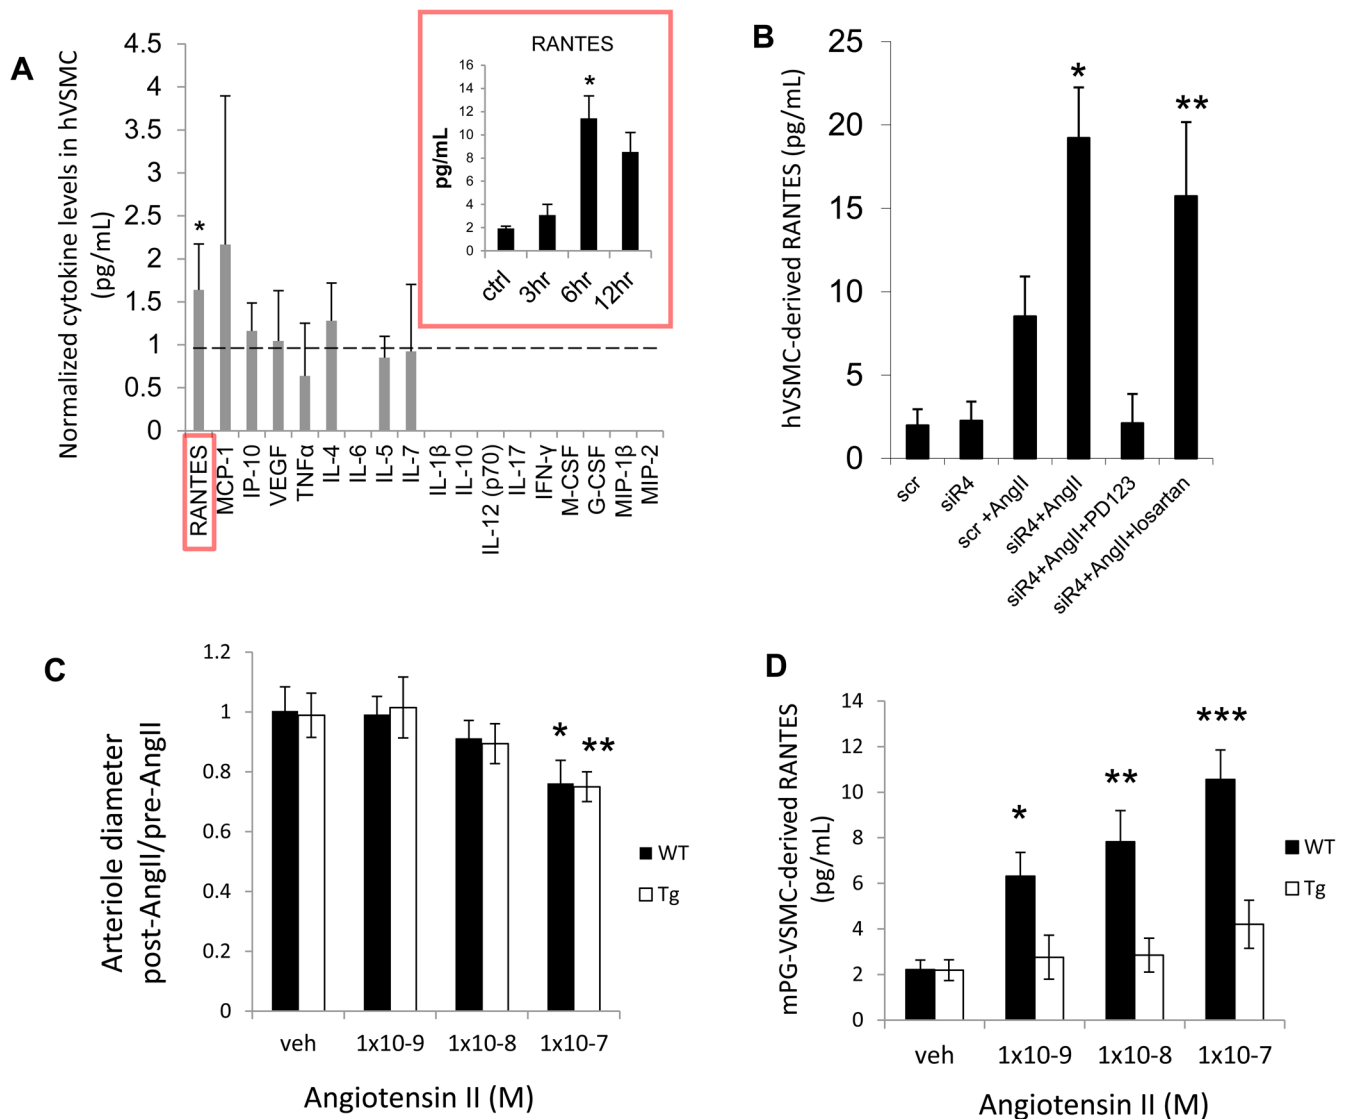 A
Normalized cytokine levels in hVSMC
(pg/mL)
4.5
4
3.5
3
2.5
2
1.5
1
0.5
0
*
RANTES
MCP-1
IP-10
VEGF
TNFα
IL-4
IL-6
IL-5
IL-7
IL-1β
IL-10
IL-12 (p70)
IL-17
IFN-γ
M-CSF
G-CSF
MIP-1β
MIP-2
RANTES
pg/mL
16
14
12
10
8
6
4
2
0
*
ctrl
3hr
6hr
12hr
B
hVSMC-derived RANTES (pg/mL)
25
20
15
10
5
0
*
**
scr
siR4
scr +AngII
siR4+AngII
siR4+AngII+PD123
siR4+AngII+losartan
C
Arteriole diameter
post-AngII/pre-AngII
1.2
1
0.8
0.6
0.4
0.2
0
*
**
WT
Tg
veh
1x10-9
1x10-8
1x10-7
Angiotensin II (M)
D
mPG-VSMC-derived RANTES
(pg/mL)
14
12
10
8
6
4
2
0
*
**
***
WT
Tg
veh
1x10-9
1x10-8
1x10-7
Angiotensin II (M)